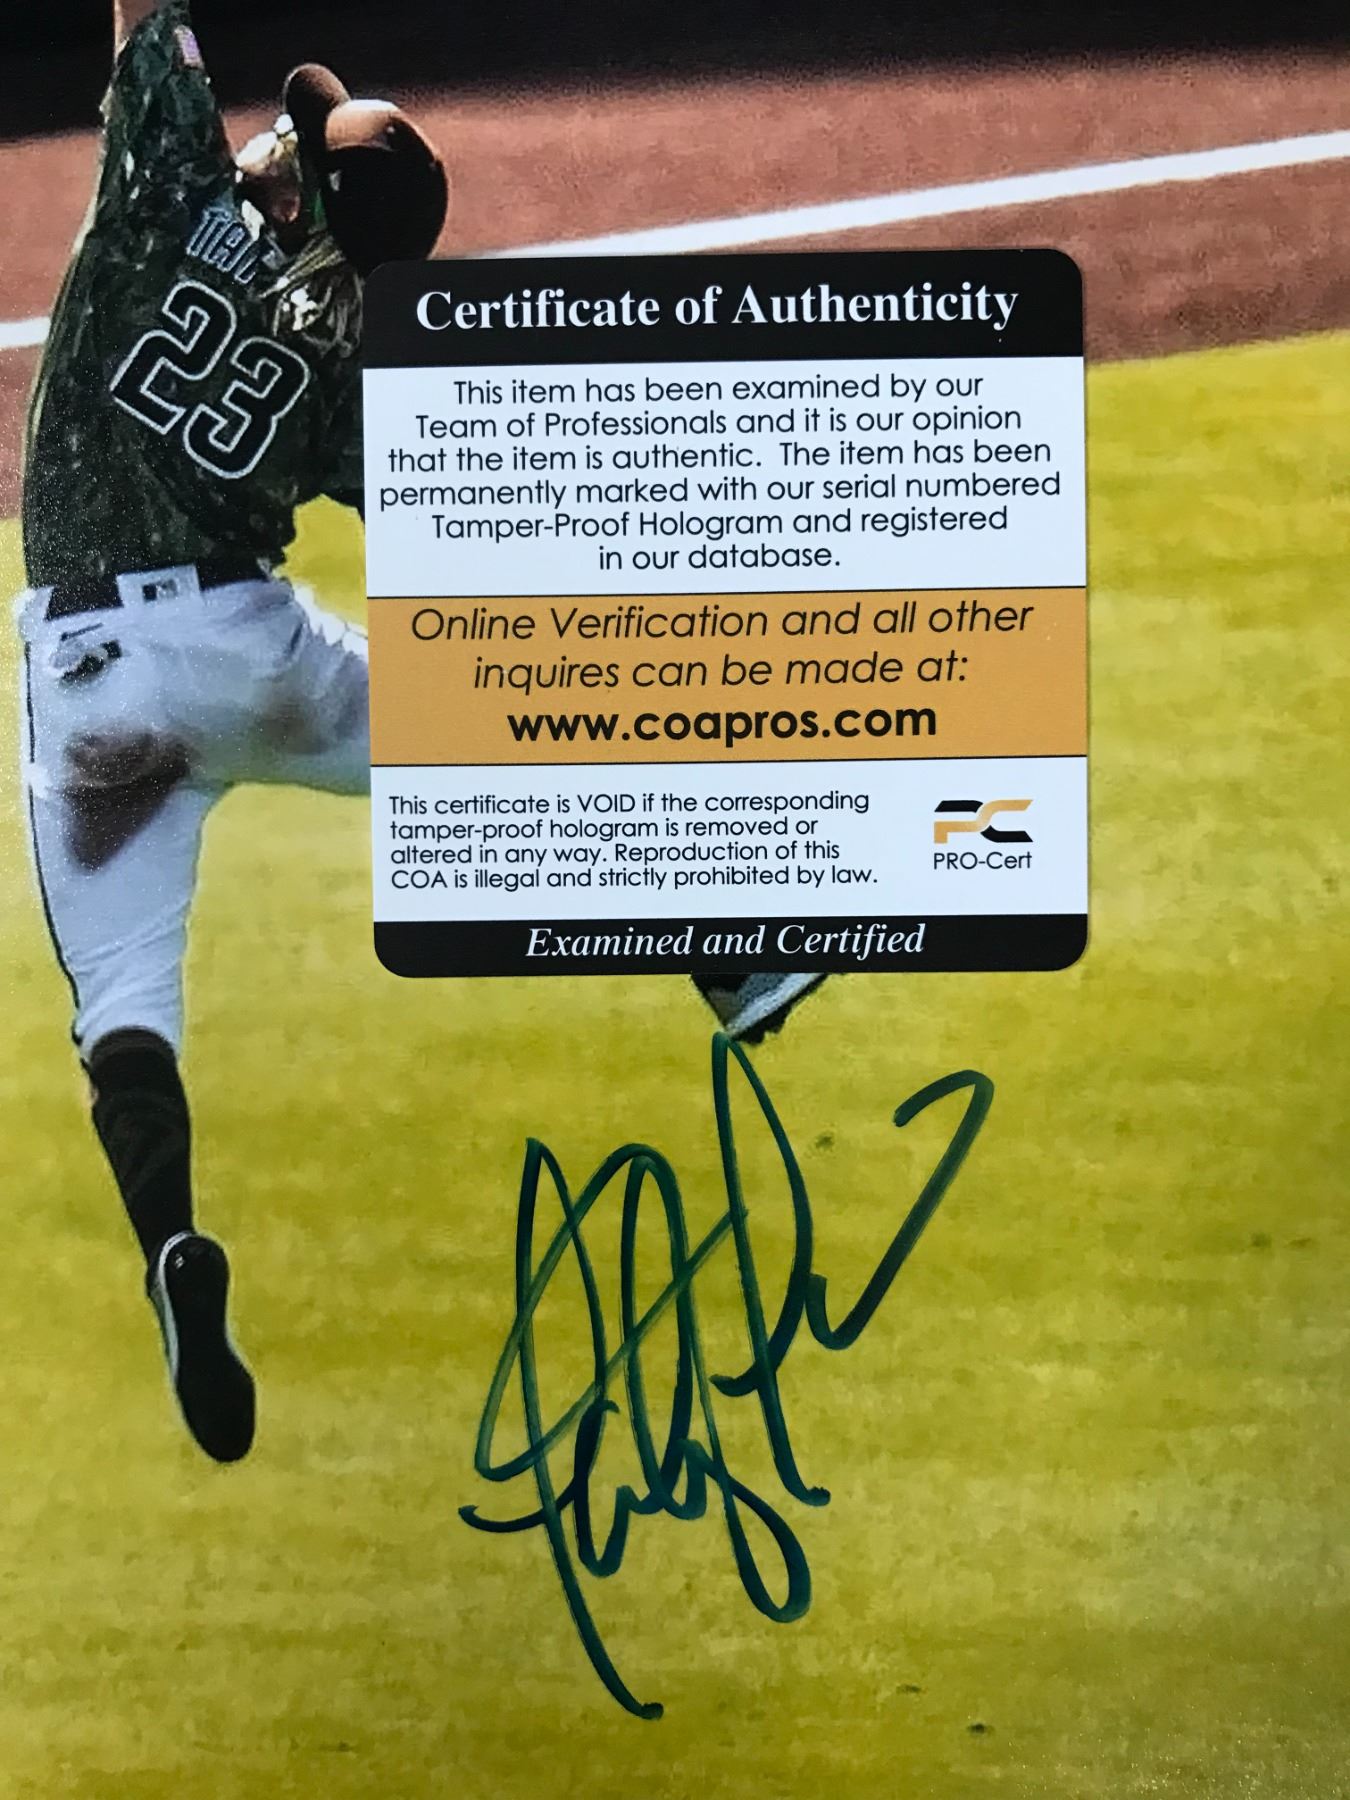 23
Certificate of Authenticity
This item has been examined by our
Team of Professionals and it is our opinion
that the item is authentic. The item has been
permanently marked with our serial numbered
Tamper-Proof Hologram and registered
in our database.
Online Verification and all other
inquires can be made at:
www.coapros.com
This certificate is VOID if the corresponding
tamper-proof hologram is removed or
altered in any way. Reproduction of this
COA is illegal and strictly prohibited by law.
PC
PRO-Cert
Examined and Certified